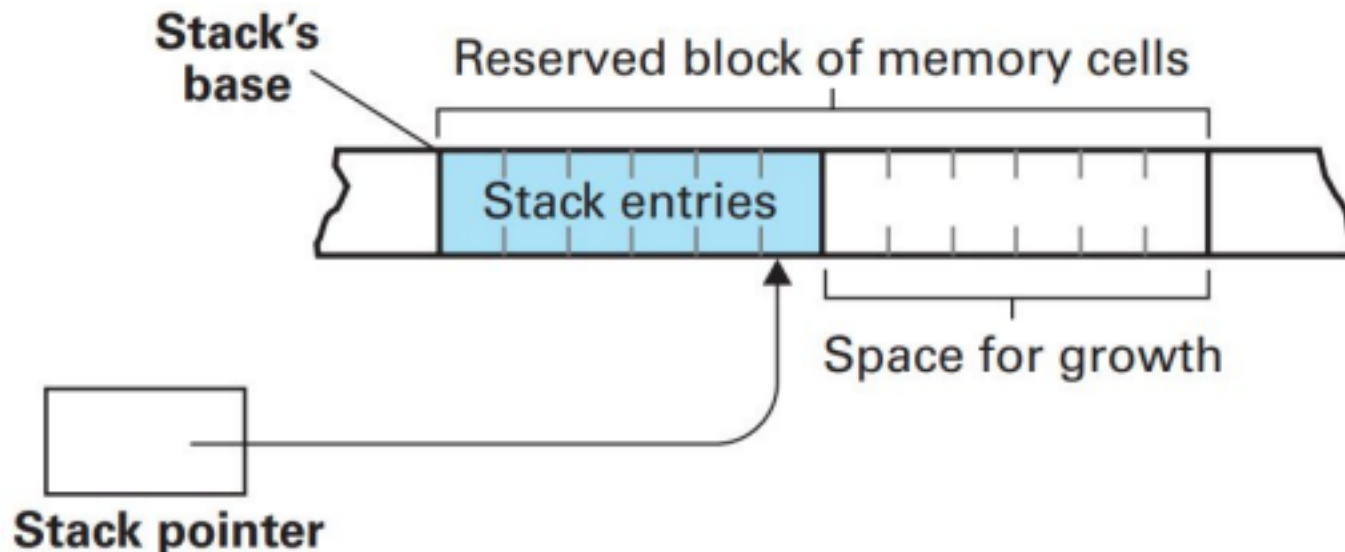 Stack's
base
Reserved block of memory cells
Stack entries
Space for growth
Stack pointer